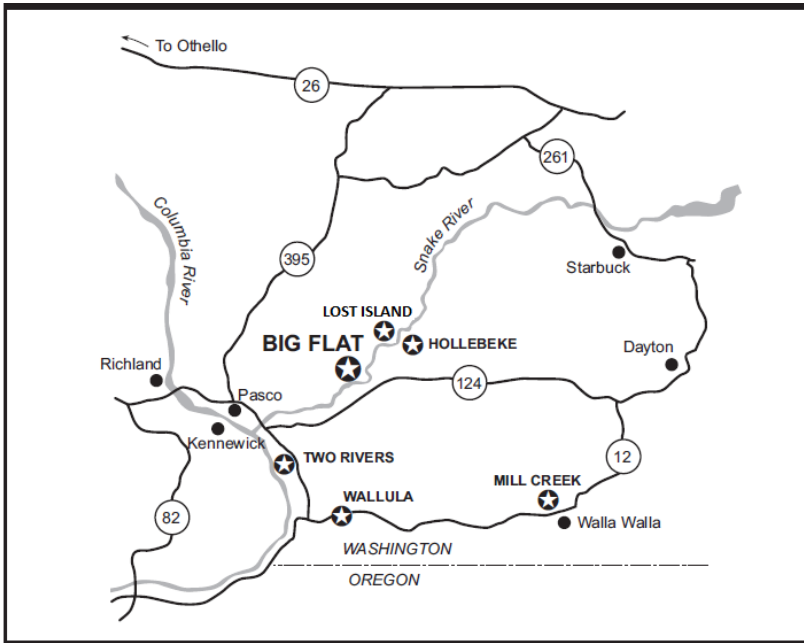 To Othello
26
261
Columbia River
Snake River
395
Starbuck
LOST ISLAND
HOLLEBEKE
BIG FLAT
Dayton
Richland
124
Pasco
Kennewick
TWO RIVERS
12
MILL CREEK
WALLULA
82
Walla Walla
WASHINGTON
OREGON